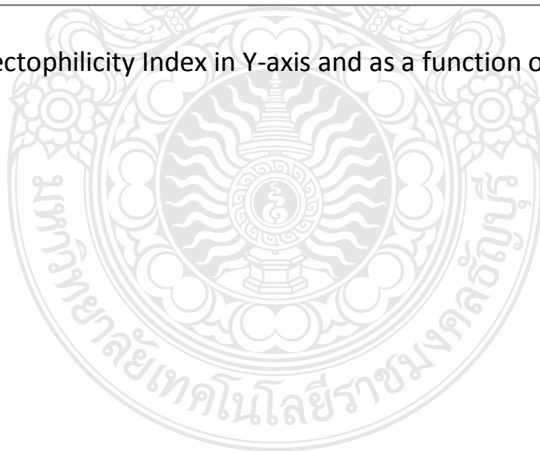 ectophilicity Index in Y-axis and as a function o
มหาวิทยาลัยเทคโนโลยีราชมงคลธัญบุรี